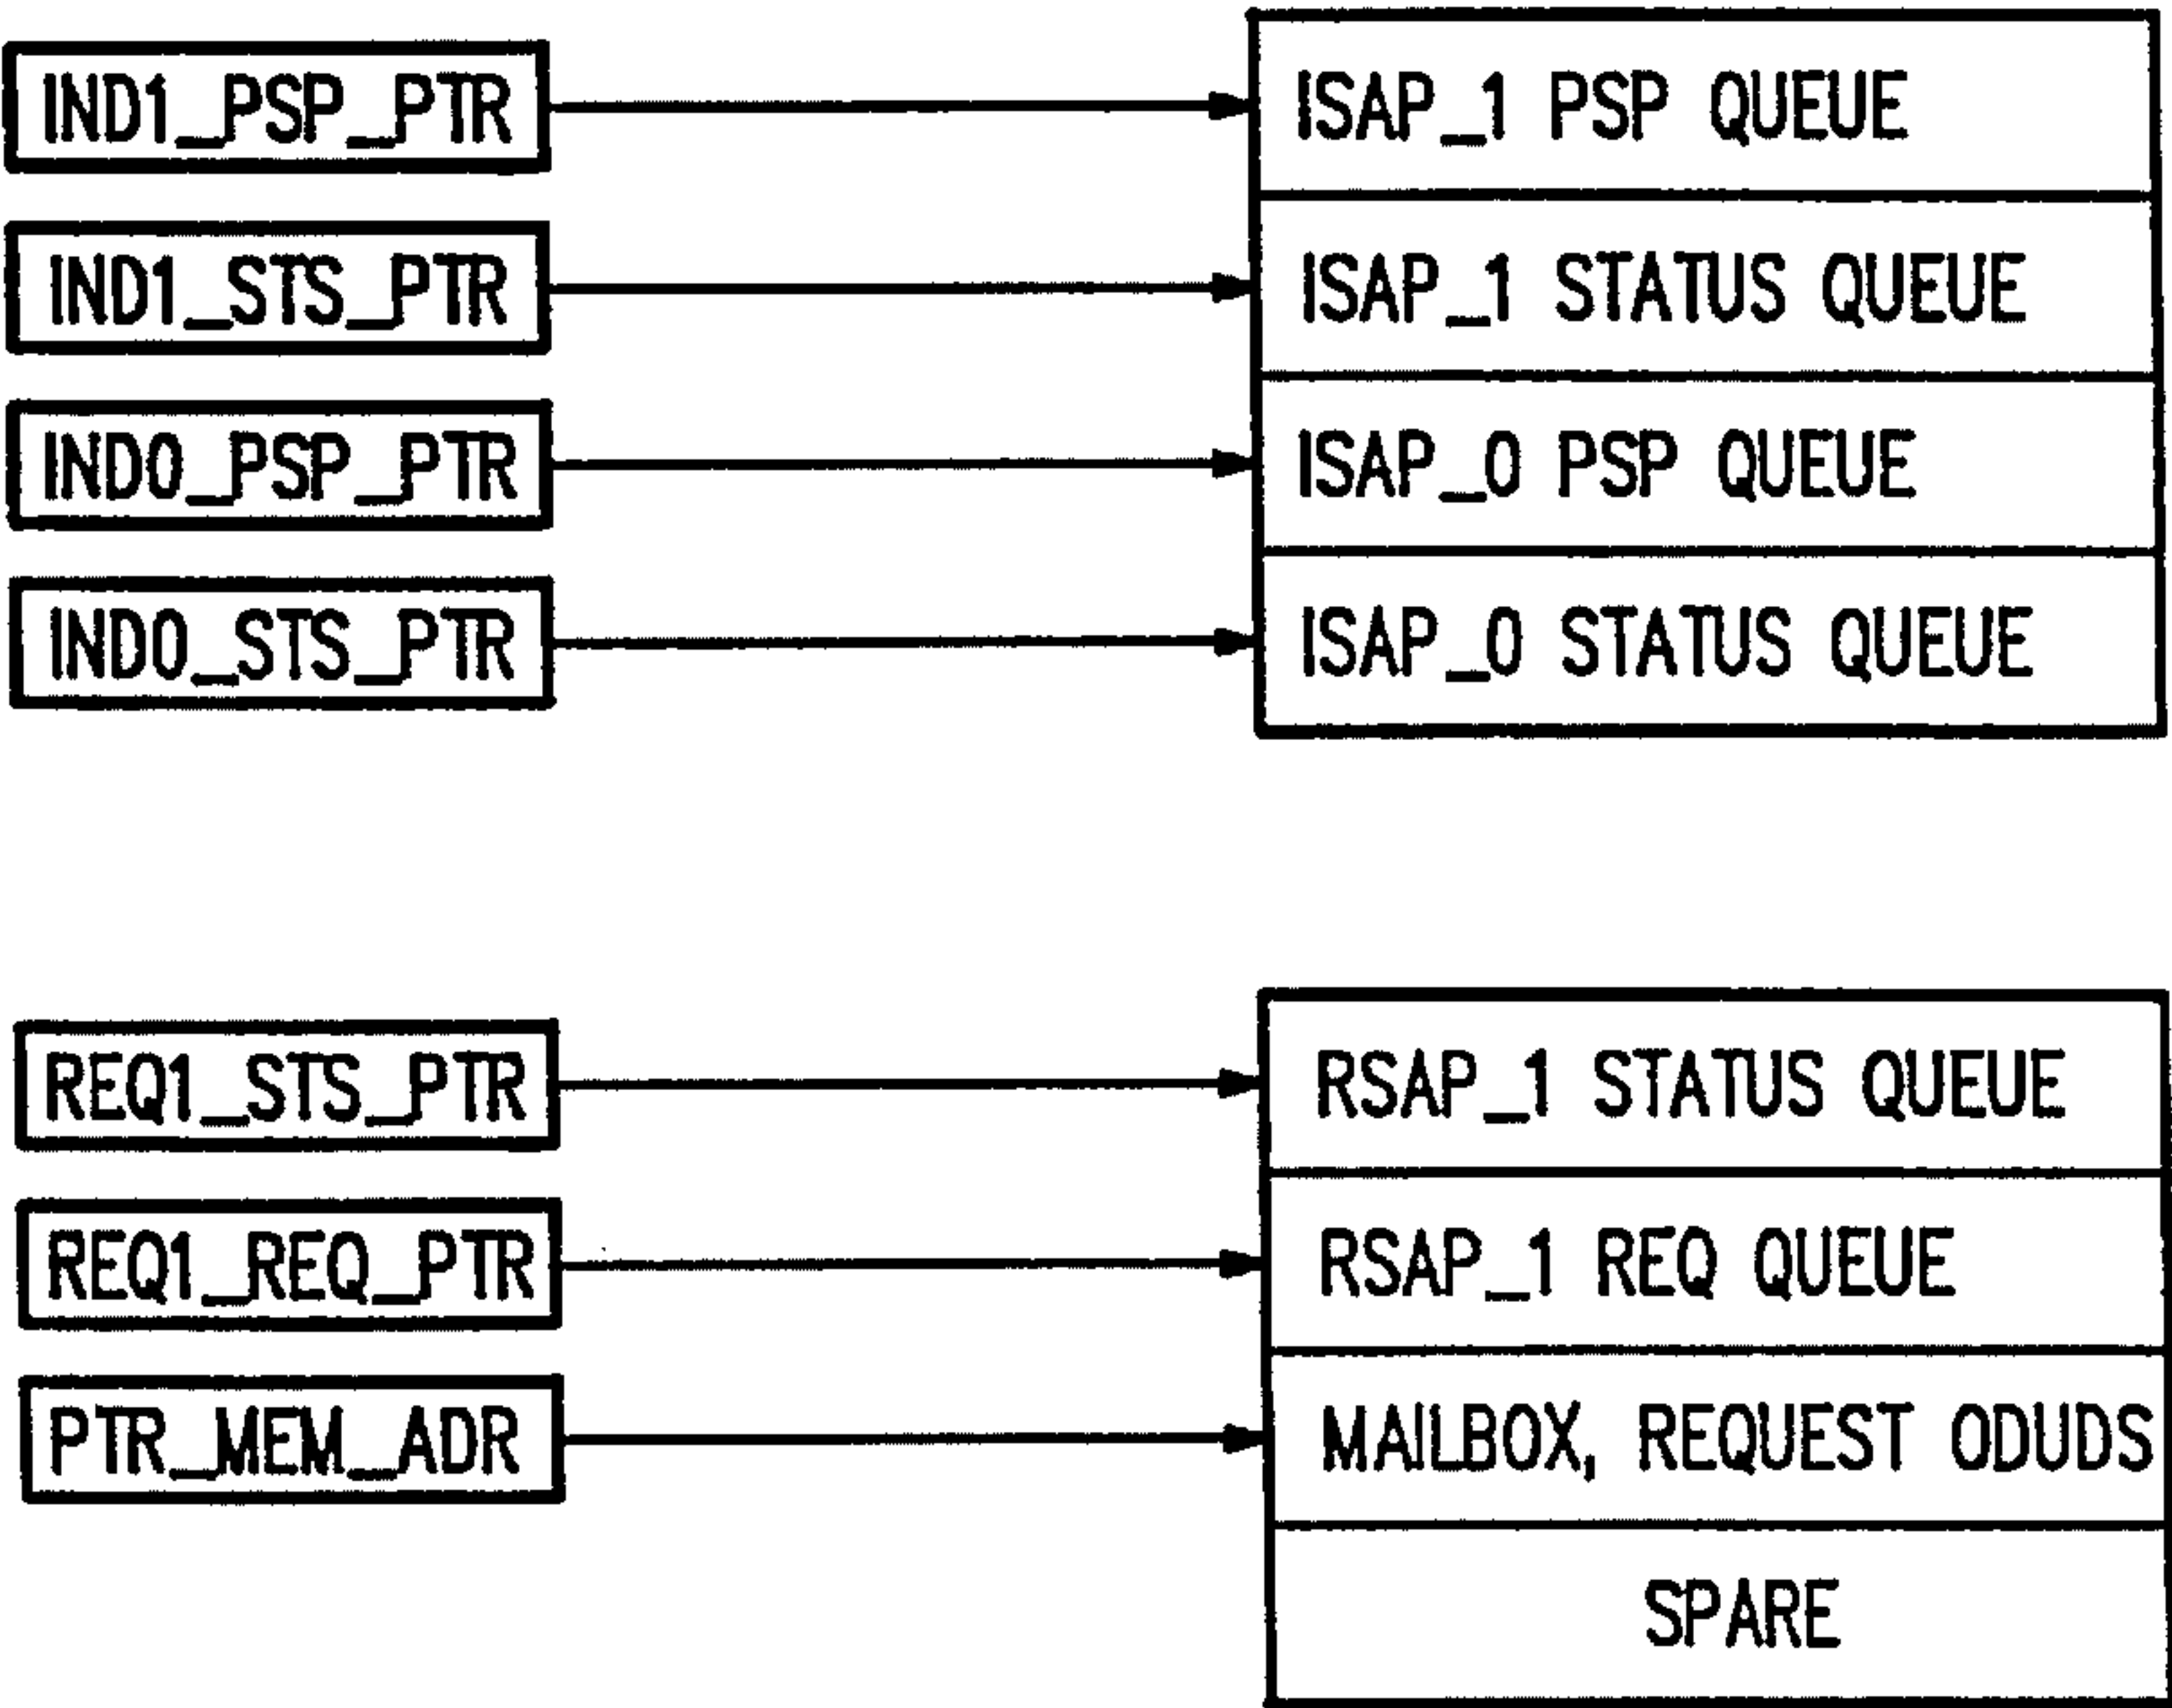 IND1_PSP_PTR
ISAP_1 PSP QUEUE
IND1_STS_PTR
ISAP_1 STATUS QUEUE
IND0_PSP_PTR
ISAP_0 PSP QUEUE
IND0_STS_PTR
ISAP_0 STATUS QUEUE
REQ1_STS_PTR
RSAP_1 STATUS QUEUE
REQ1_REQ_PTR
RSAP_1 REQ QUEUE
PTR_MEM_ADR
MAILBOX, REQUEST ODUDS
SPARE